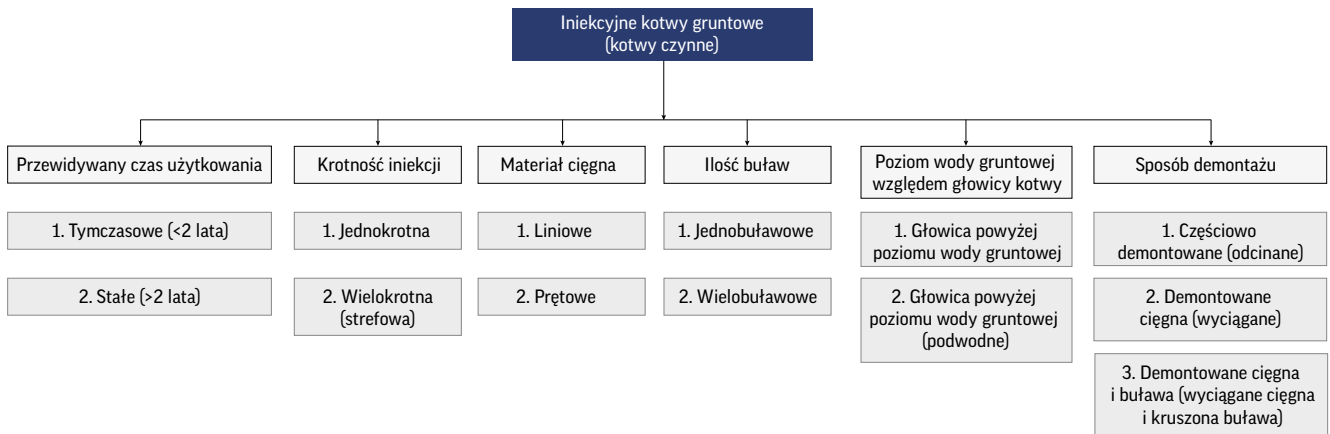 Iniekcyjne kotwy gruntowe
(kotwy czynne)
Przewidywany czas użytkowania
1. Tymczasowe (<2 lata)
2. Stałe (>2 lata)
Krotność iniekcji
1. Jednokrotna
2. Wielokrotna
(strefowa)
Materiał cięgna
1. Liniowe
2. Prętowe
Ilość buław
1. Jednobuławowe
2. Wielobuławowe
Poziom wody gruntowej
względem głowicy kotwy
1. Głowica powyżej
poziomu wody gruntowej
2. Głowica powyżej
poziomu wody gruntowej
(podwodne)
Sposób demontażu
1. Częściowo
demontowane (odcinane)
2. Demontowane
cięgna (wyciągane)
3. Demontowane cięgna
i buława (wyciągane cięgna
i kruszona buława)